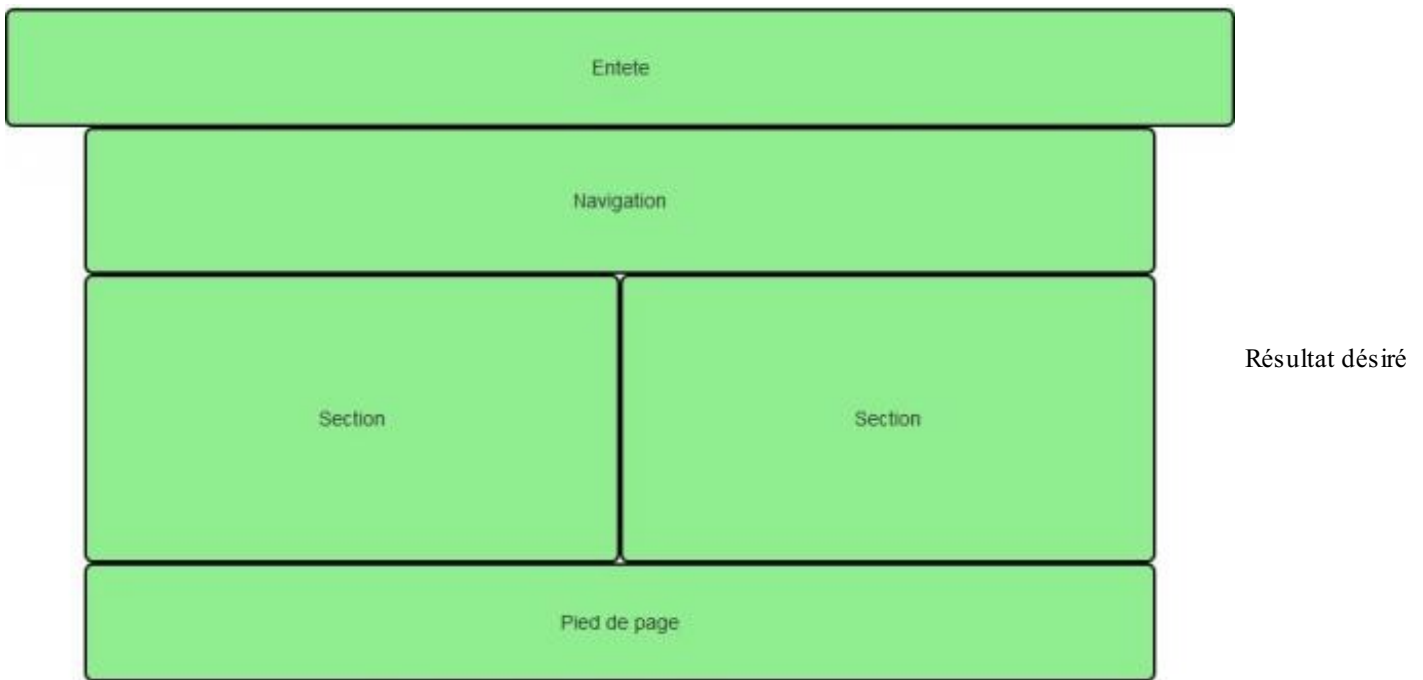 Entete
Navigation
Section
Section
Résultat désiré
Pied de page